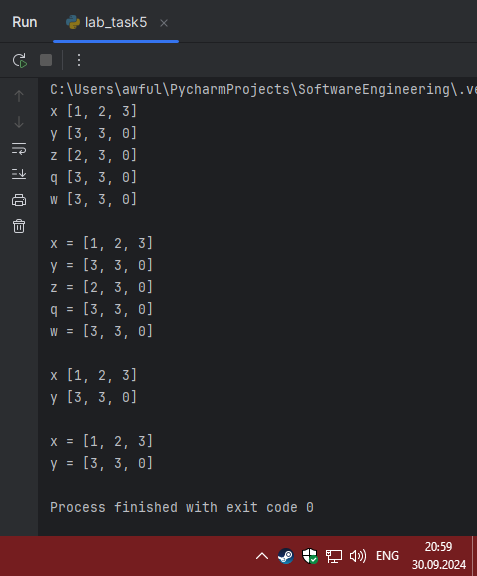 Run lab_task5
C:\Users\awful\PycharmProjects\SoftwareEngineering\.ve
x [1, 2, 3]
y [3, 3, 0]
z [2, 3, 0]
q [3, 3, 0]
w [3, 3, 0]
x = [1, 2, 3]
y = [3, 3, 0]
z = [2, 3, 0]
q = [3, 3, 0]
w = [3, 3, 0]
x [1, 2, 3]
y [3, 3, 0]
x = [1, 2, 3]
y = [3, 3, 0]
Process finished with exit code 0
20:59
ENG
30.09.2024